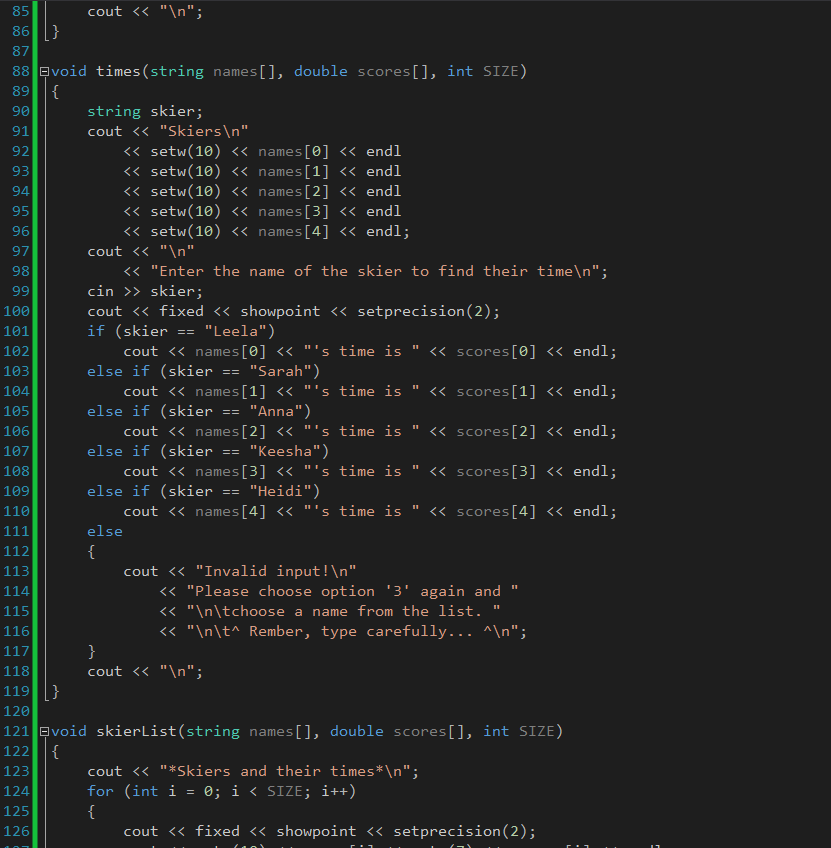 85 cout << "\n";
86 }
87
88 void times(string names[], double scores[], int SIZE)
89 {
90 string skier;
91 cout << "Skiers\n"
92 << setw(10) << names[0] << endl
93 << setw(10) << names[1] << endl
94 << setw(10) << names[2] << endl
95 << setw(10) << names[3] << endl
96 << setw(10) << names[4] << endl;
97 cout << "\n"
98 << "Enter the name of the skier to find their time\n";
99 cin >> skier;
100 cout << fixed << showpoint << setprecision(2);
101 if (skier == "Leela")
102 cout << names[0] << "'s time is " << scores[0] << endl;
103 else if (skier == "Sarah")
104 cout << names[1] << "'s time is " << scores[1] << endl;
105 else if (skier == "Anna")
106 cout << names[2] << "'s time is " << scores[2] << endl;
107 else if (skier == "Keesha")
108 cout << names[3] << "'s time is " << scores[3] << endl;
109 else if (skier == "Heidi")
110 cout << names[4] << "'s time is " << scores[4] << endl;
111 else
112 {
113 cout << "Invalid input!\n"
114 << "Please choose option '3' again and "
115 << "\n\tchoose a name from the list. "
116 << "\n\t^ Rember, type carefully... ^\n";
117 }
118 cout << "\n";
119 }
120
121 void skierList(string names[], double scores[], int SIZE)
122 {
123 cout << "*Skiers and their times*\n";
124 for (int i = 0; i < SIZE; i++)
125 {
126 cout << fixed << showpoint << setprecision(2);